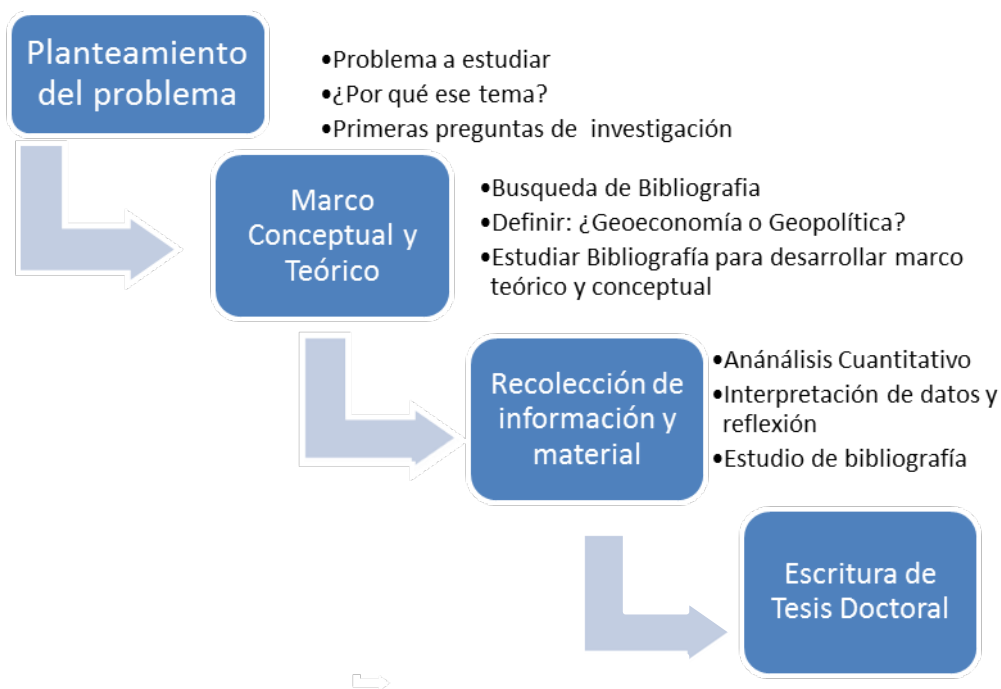 Planteamiento
del problema
•Problema a estudiar
•¿Por qué ese tema?
•Primeras preguntas de investigación
Marco
Conceptual y
Teórico
•Busqueda de Bibliografia
•Definir: ¿Geoeconomía o Geopolítica?
•Estudiar Bibliografía para desarrollar marco
teórico y conceptual
Recolección de
información y
material
•Anánálisis Cuantitativo
•Interpretación de datos y
reflexión
•Estudio de bibliografía
Escritura de
Tesis Doctoral